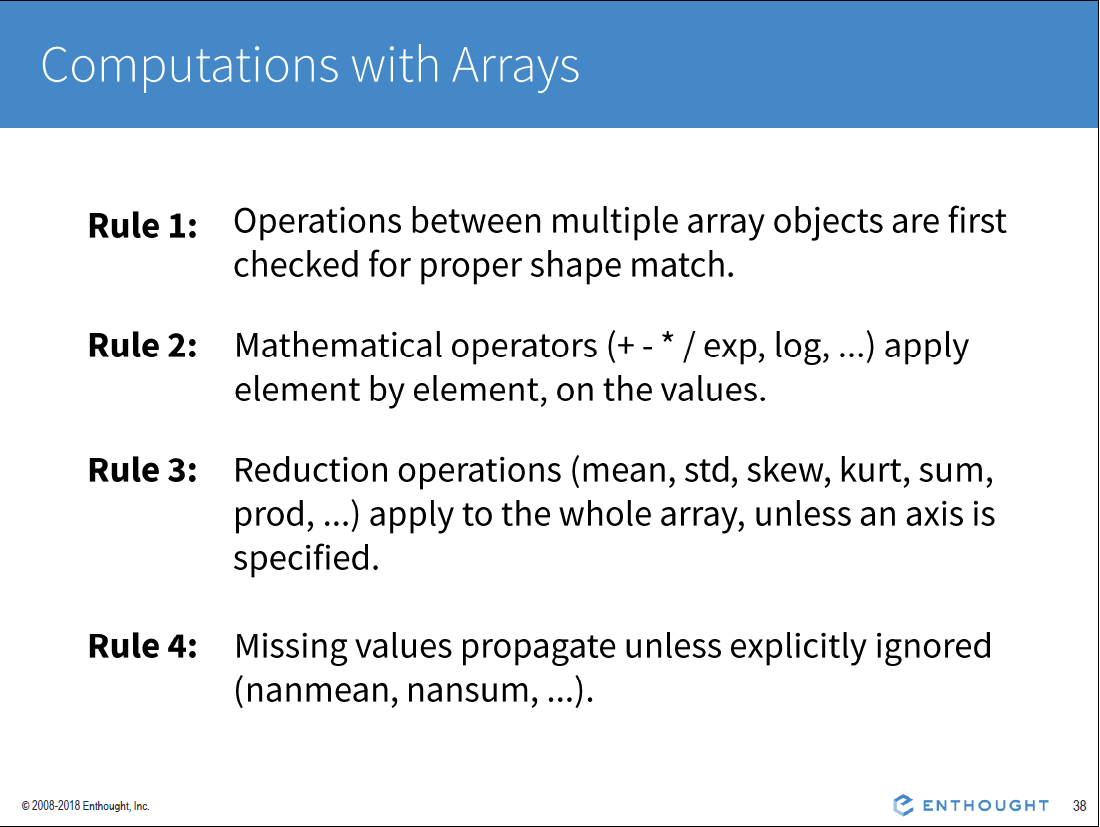 Computations with Arrays
Rule 1: Operations between multiple array objects are first
checked for proper shape match.
Rule 2: Mathematical operators (+ - * / exp, log, ...) apply
element by element, on the values.
Rule 3: Reduction operations (mean, std, skew, kurt, sum,
prod, ...) apply to the whole array, unless an axis is
specified.
Rule 4: Missing values propagate unless explicitly ignored
(nanmean, nansum, ...).
© 2008-2018 Enthought, Inc. ENTHOUGHT 38